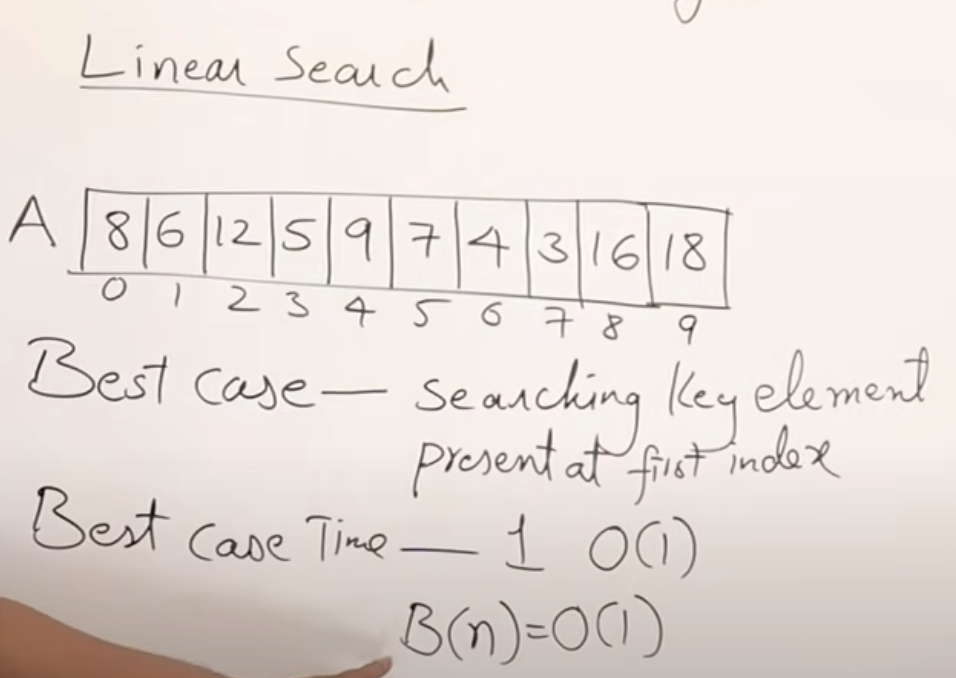 Linear Search
A 8 6 12 5 9 7 4 3 16 18
0 1 2 3 4 5 6 7 8 9
Best case — searching key element
present at first index
Best case Time — 1 O(1)
B(n)=O(1)